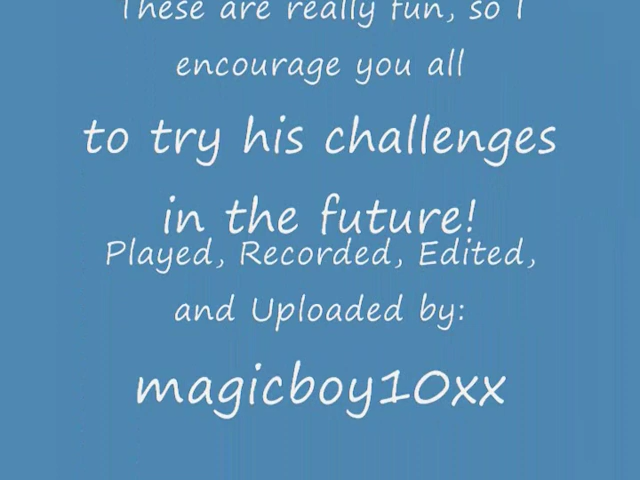 These are really fun, so I
encourage you all
to try his challenges
in the future!
Played, Recorded, Edited,
and Uploaded by:
magicboy10xx